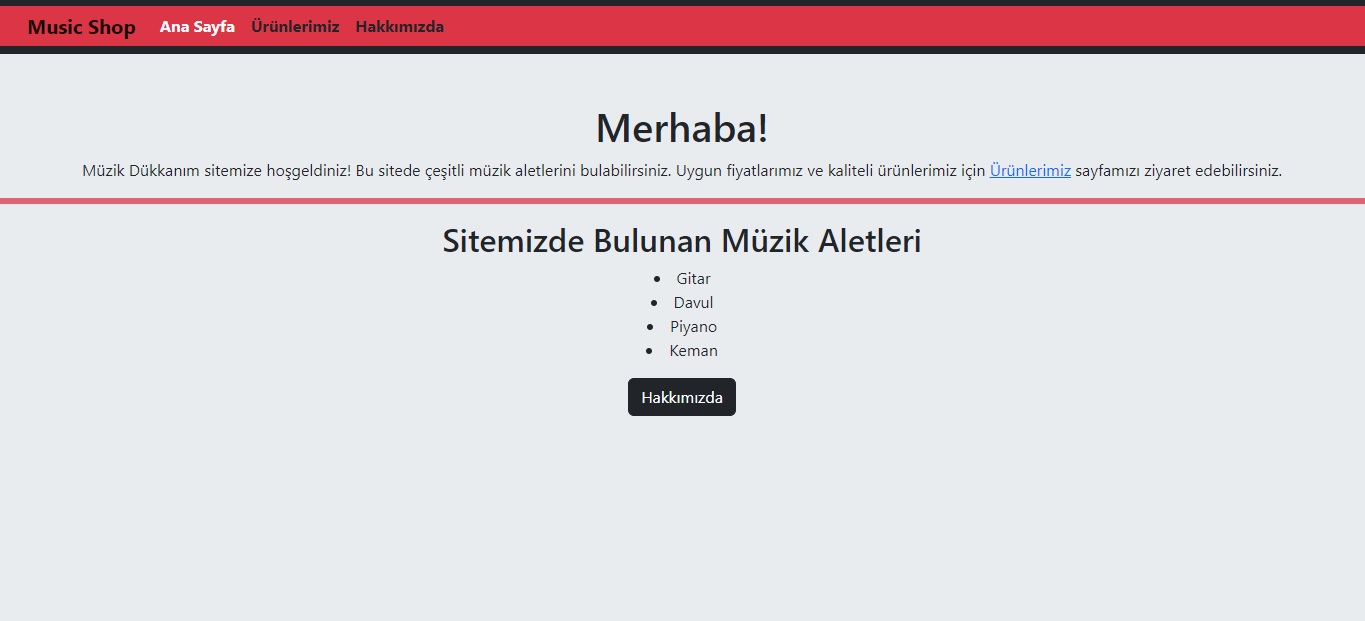 Music Shop Ana Sayfa Ürünlerimiz Hakkımızda
Merhaba!
Müzik Dükkanım sitemize hoşgeldiniz! Bu sitede çeşitli müzik aletlerini bulabilirsiniz. Uygun fiyatlarımız ve kaliteli ürünlerimiz için Ürünlerimiz sayfamızı ziyaret edebilirsiniz.
Sitemizde Bulunan Müzik Aletleri
• Gitar
• Davul
• Piyano
• Keman
Hakkımızda